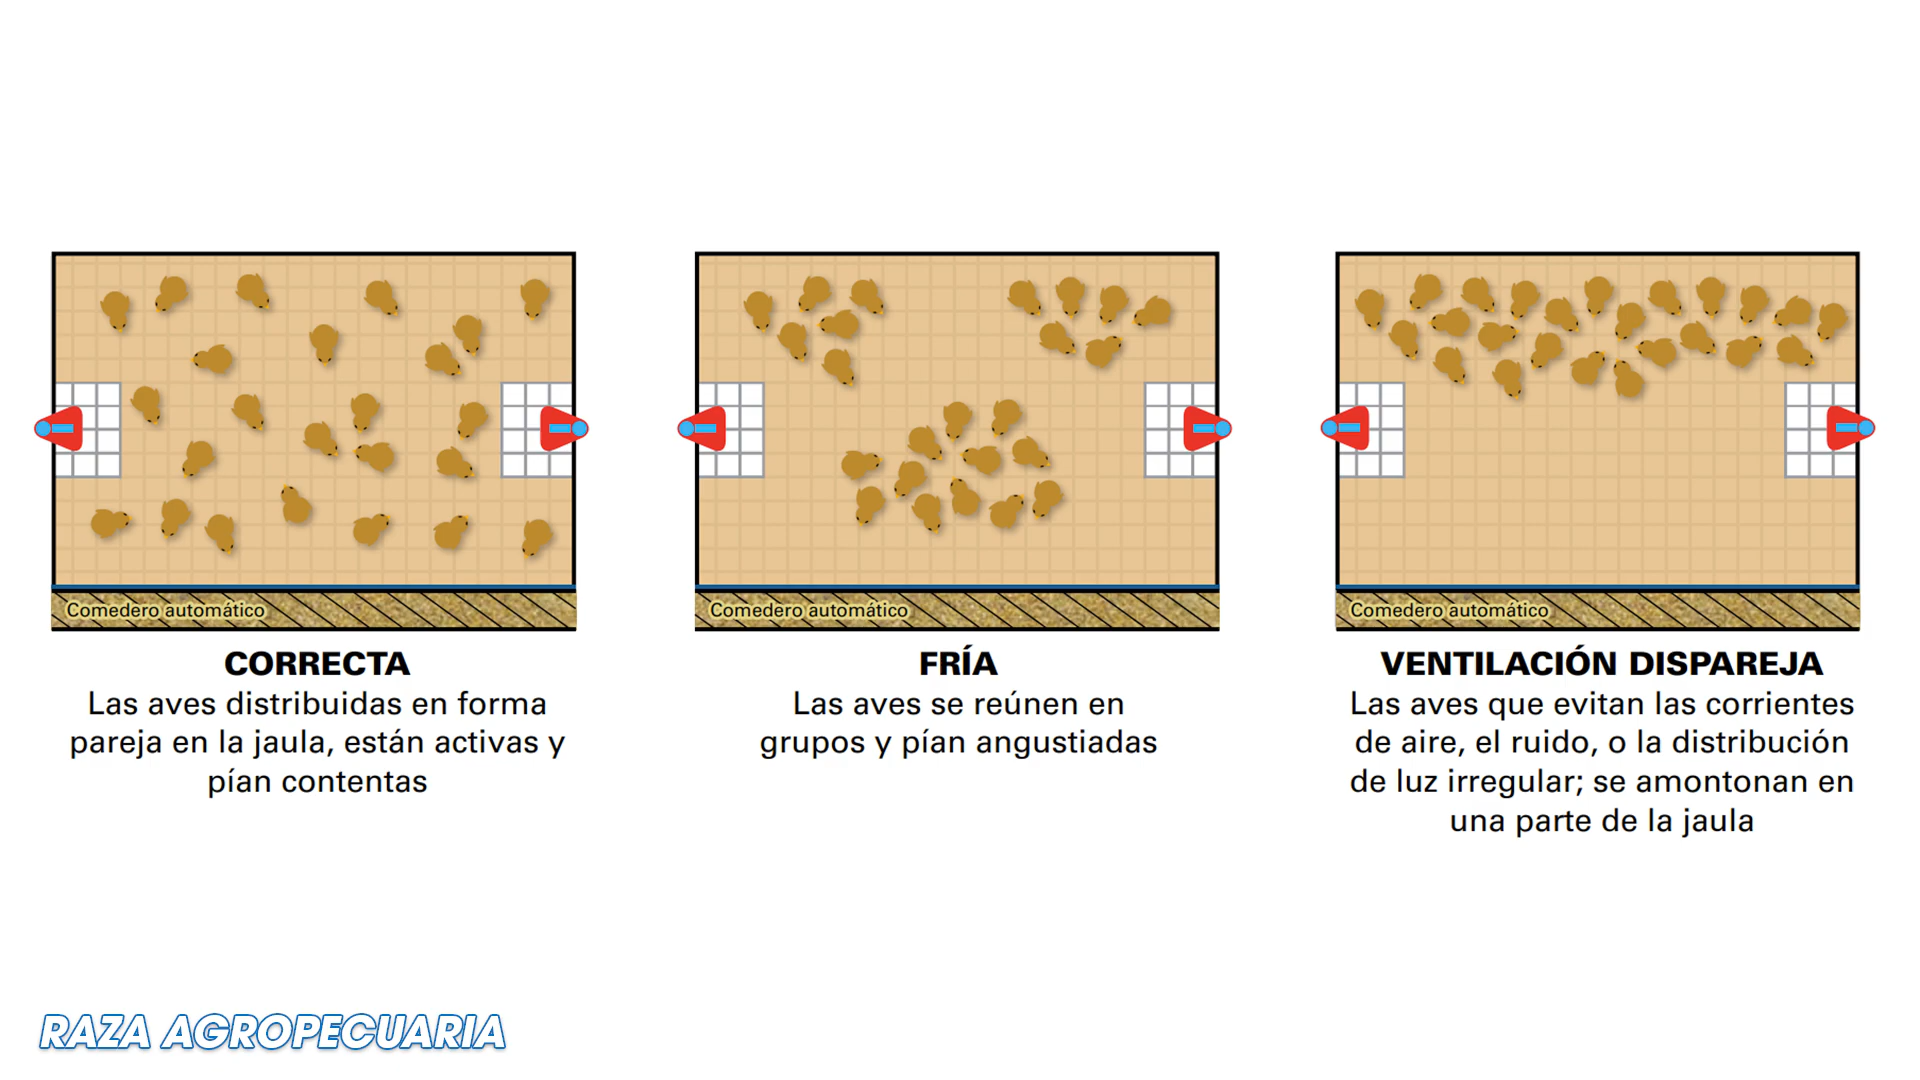 Comedero automático
CORRECTA
Las aves distribuidas en forma
pareja en la jaula, están activas y
pían contentas
Comedero automático
FRÍA
Las aves se reúnen en
grupos y pían angustiadas
Comedero automático
VENTILACIÓN DISPAREJA
Las aves que evitan las corrientes
de aire, el ruido, o la distribución
de luz irregular; se amontonan en
una parte de la jaula
RAZA AGROPECUARIA